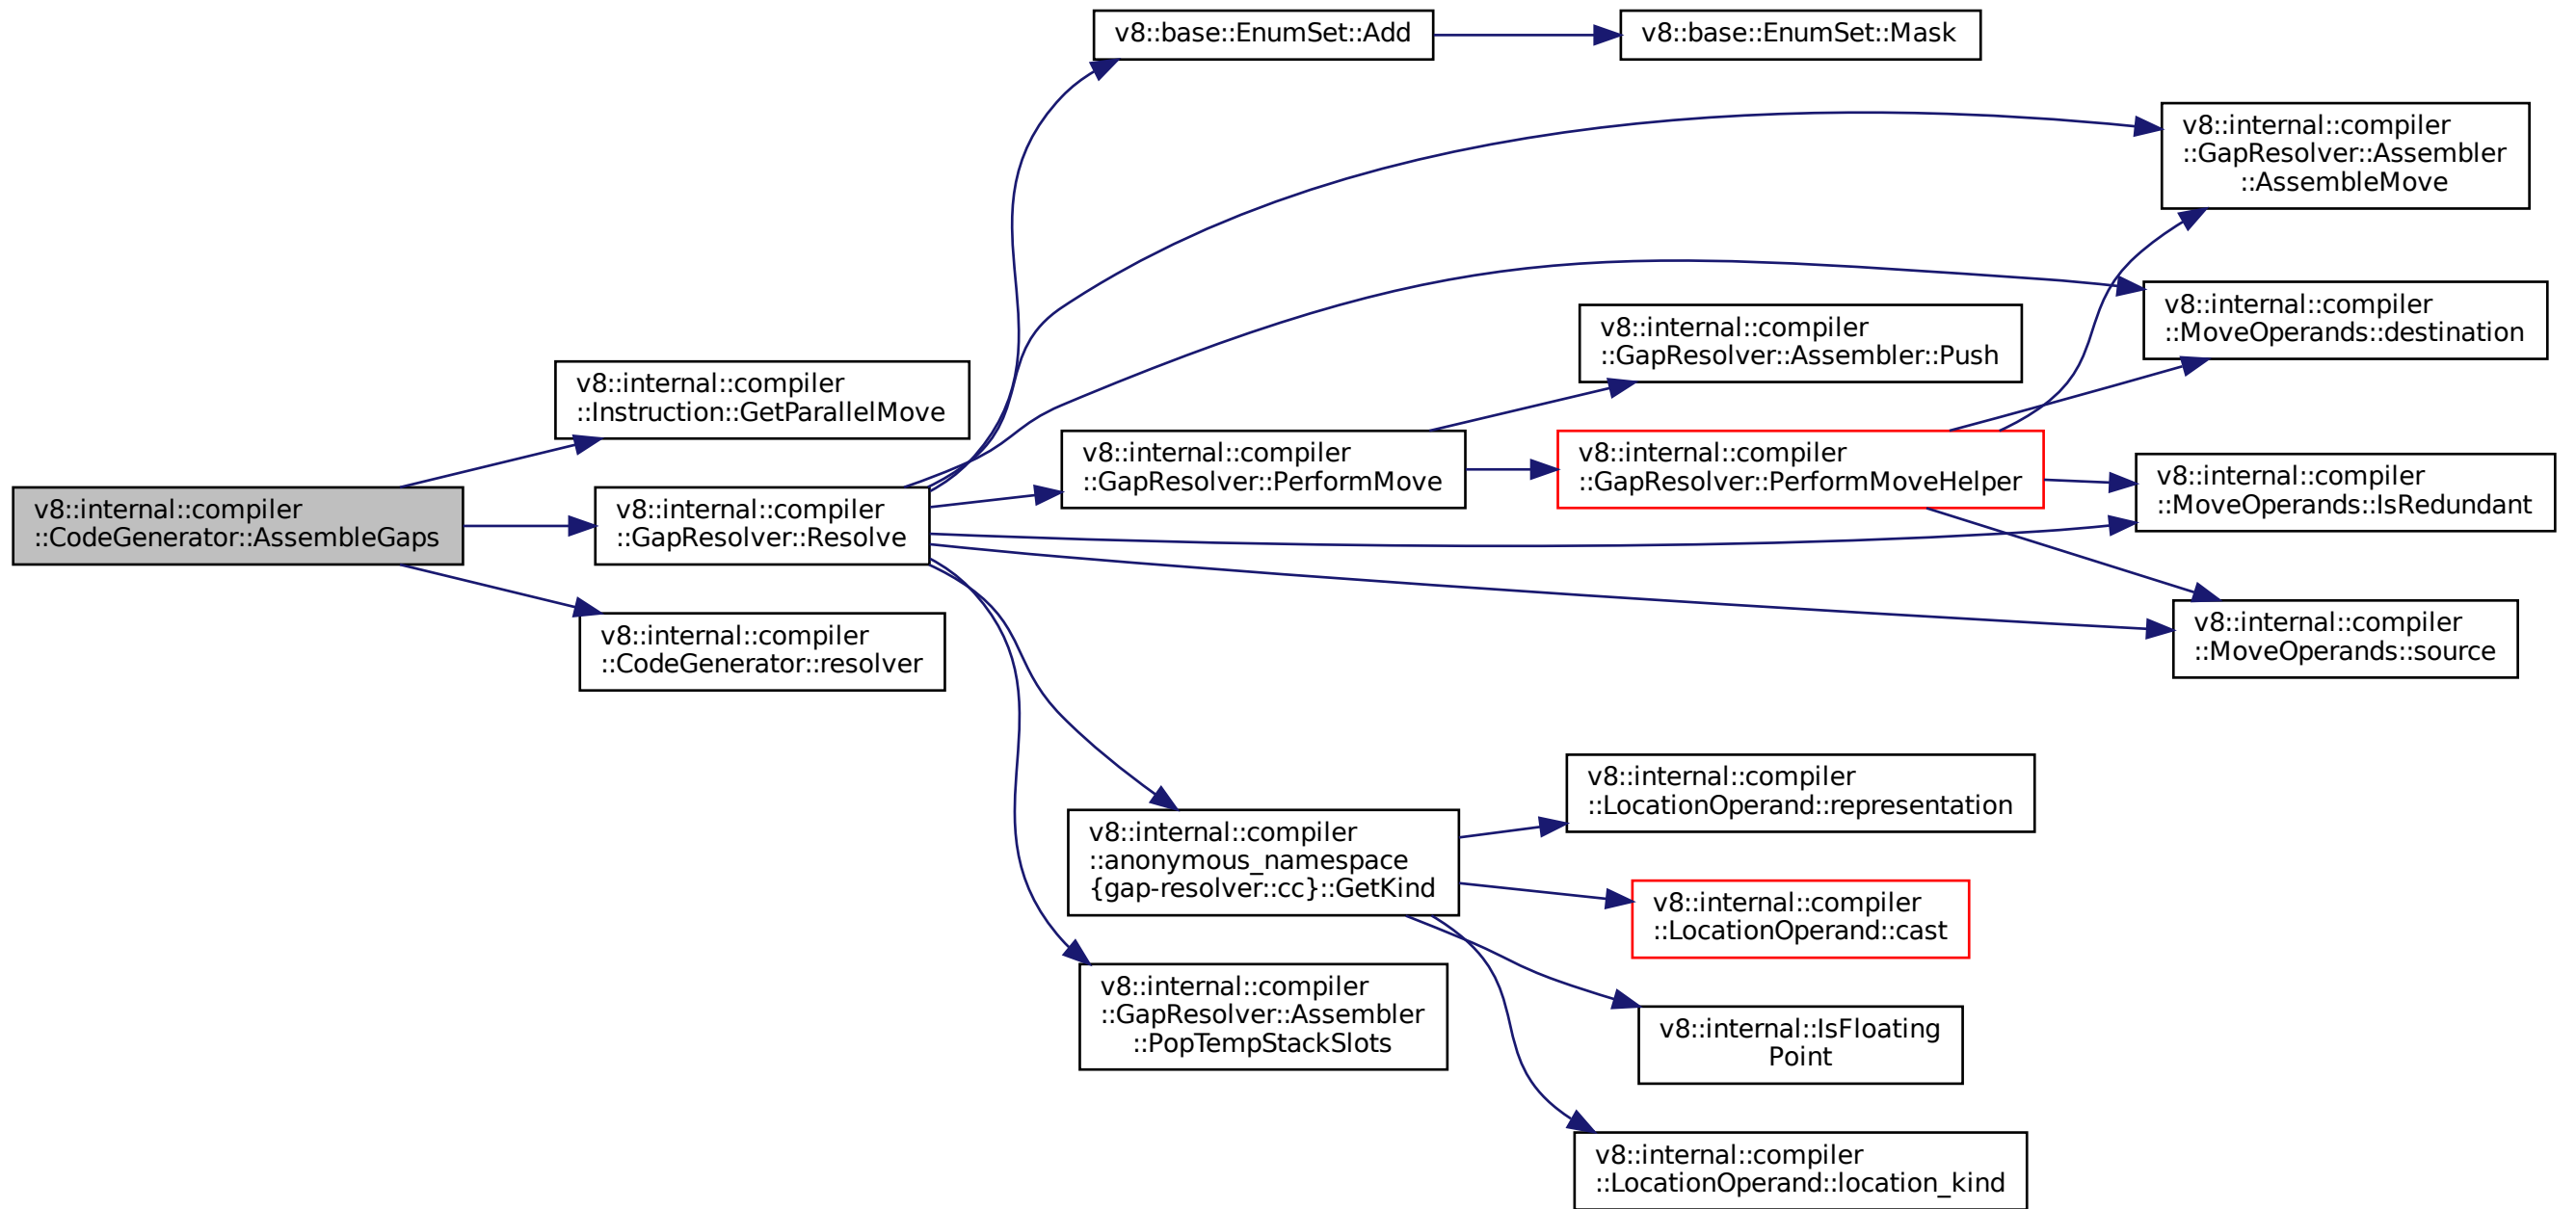 v8::base::EnumSet::Add
v8::base::EnumSet::Mask
v8::internal::compiler
::GapResolver::Assembler
::AssembleMove
v8::internal::compiler
::MoveOperands::destination
v8::internal::compiler
::GapResolver::Assembler::Push
v8::internal::compiler
::Instruction::GetParallelMove
v8::internal::compiler
::GapResolver::PerformMove
v8::internal::compiler
::GapResolver::PerformMoveHelper
v8::internal::compiler
::MoveOperands::IsRedundant
v8::internal::compiler
::CodeGenerator::AssembleGaps
v8::internal::compiler
::GapResolver::Resolve
v8::internal::compiler
::CodeGenerator::resolver
v8::internal::compiler
::MoveOperands::source
v8::internal::compiler
::LocationOperand::representation
v8::internal::compiler
::anonymous_namespace
{gap-resolver::cc}::GetKind
v8::internal::compiler
::LocationOperand::cast
v8::internal::compiler
::GapResolver::Assembler
::PopTempStackSlots
v8::internal::IsFloating
Point
v8::internal::compiler
::LocationOperand::location_kind